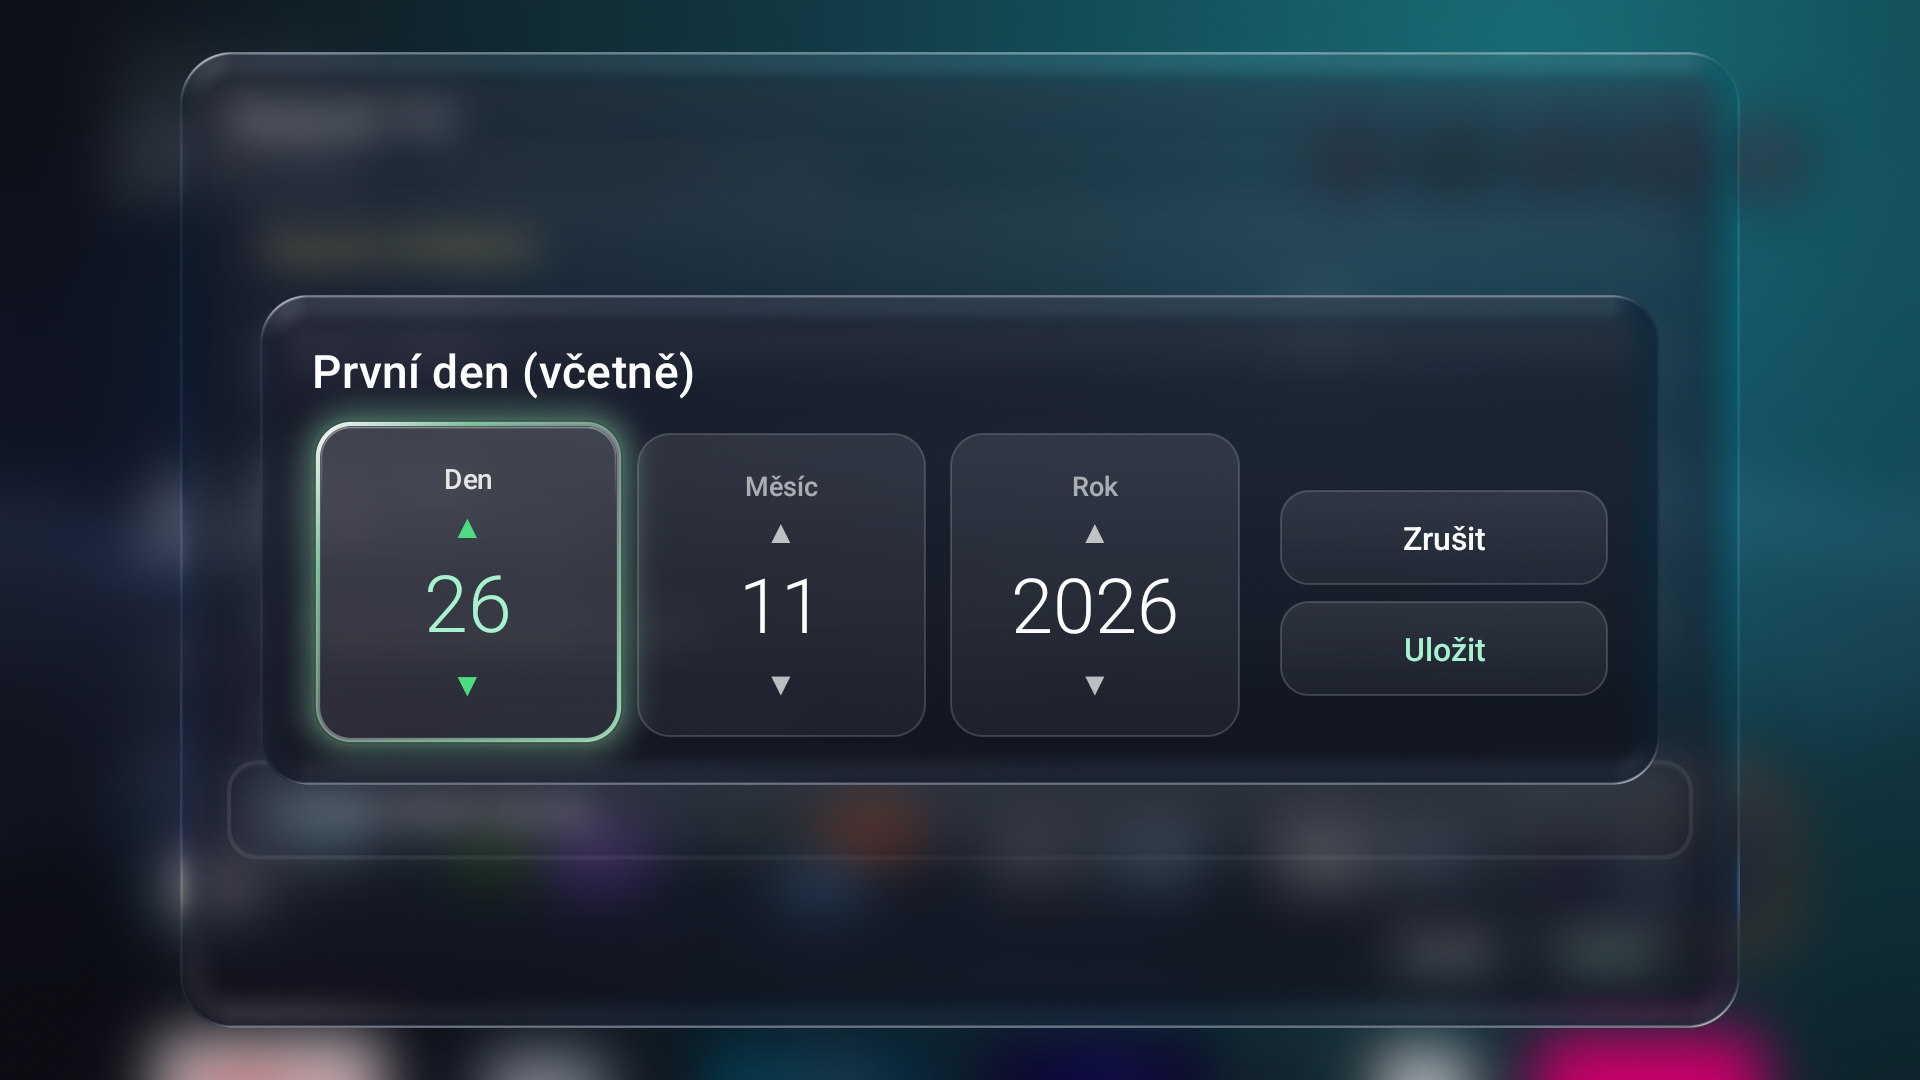 První den (včetně)
Den
▲
26
▼
Měsíc
▲
11
▼
Rok
▲
2026
▼
Zrušit
Uložit